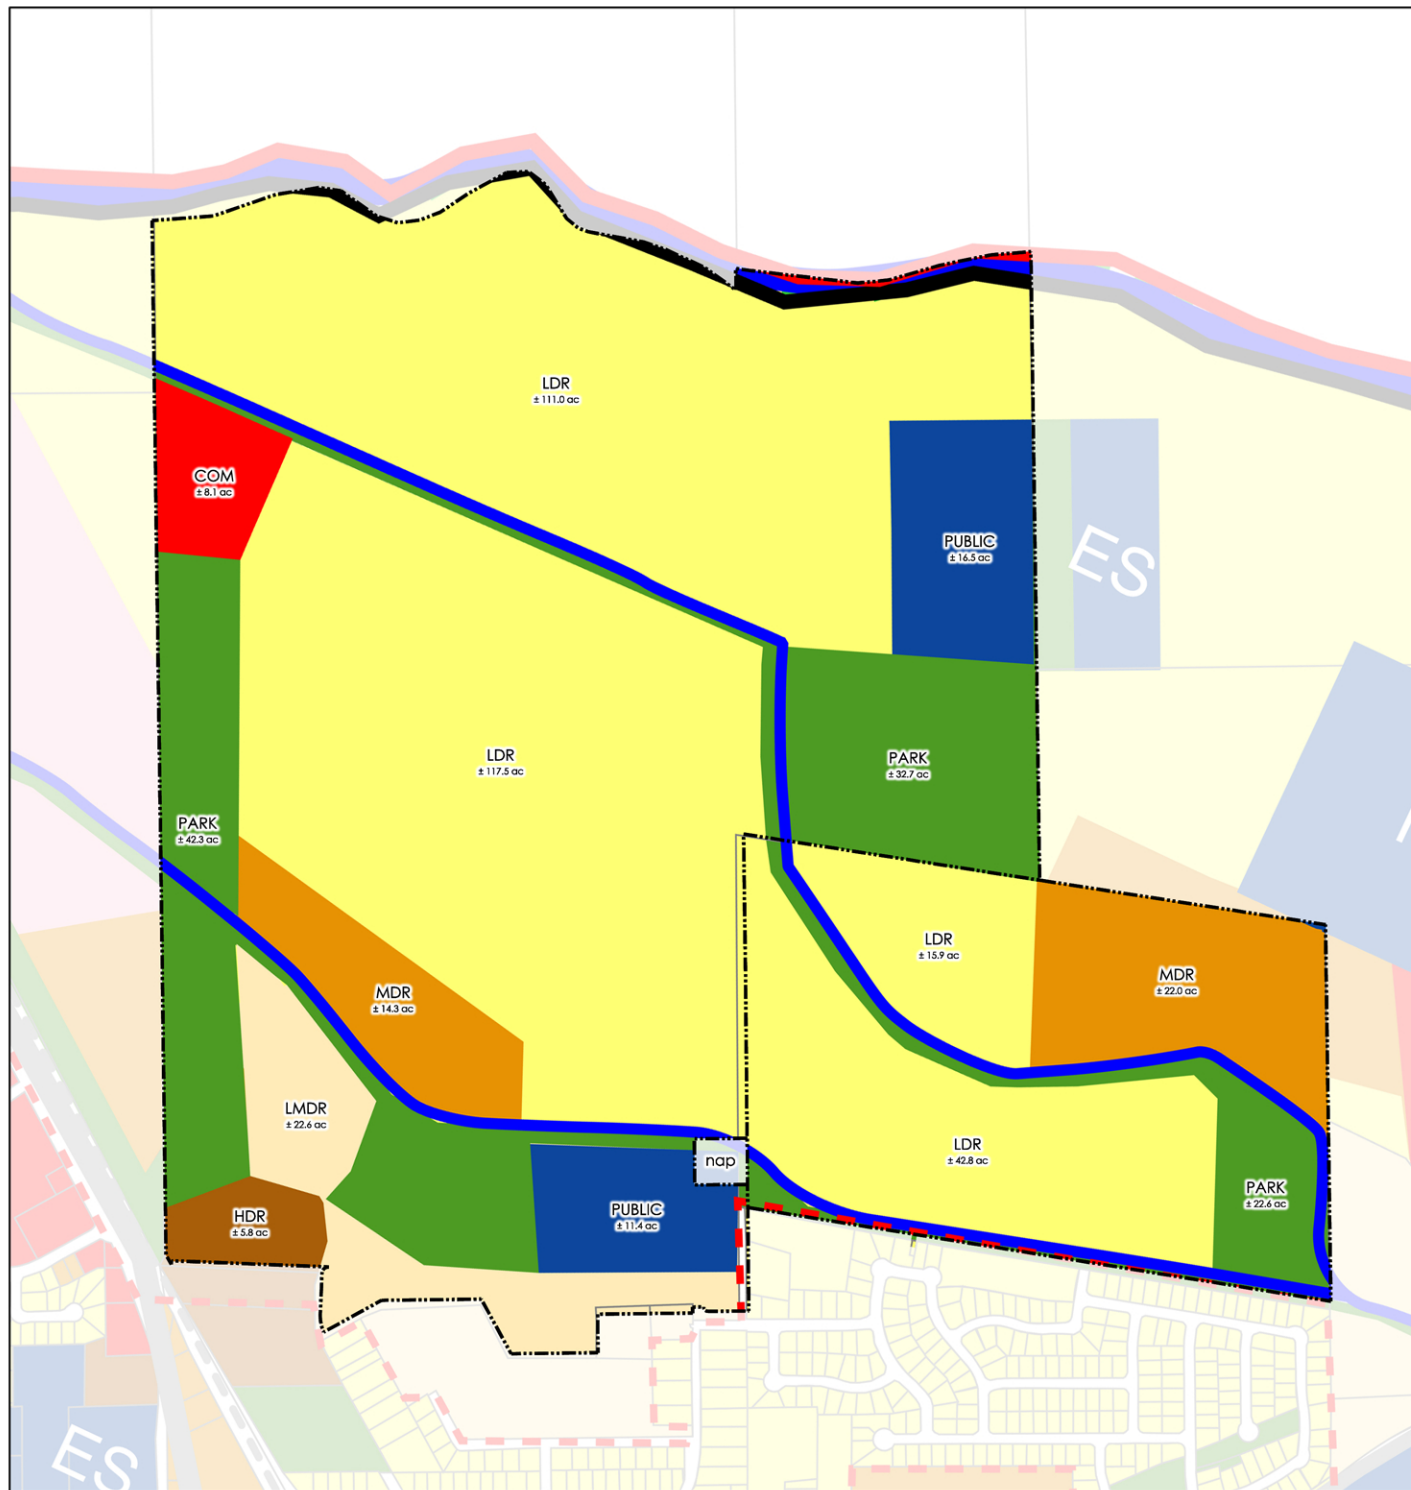 LDR
± 111.0 ac
COM
± 8.1 ac
PUBLIC
± 16.5 ac
ES
LDR
± 117.5 ac
PARK
± 32.7 ac
PARK
± 42.3 ac
LDR
± 15.9 ac
MDR
± 22.0 ac
MDR
± 14.3 ac
LMDR
± 22.6 ac
LDR
± 42.8 ac
nap
PARK
± 22.6 ac
HDR
± 5.8 ac
PUBLIC
± 11.4 ac
ES